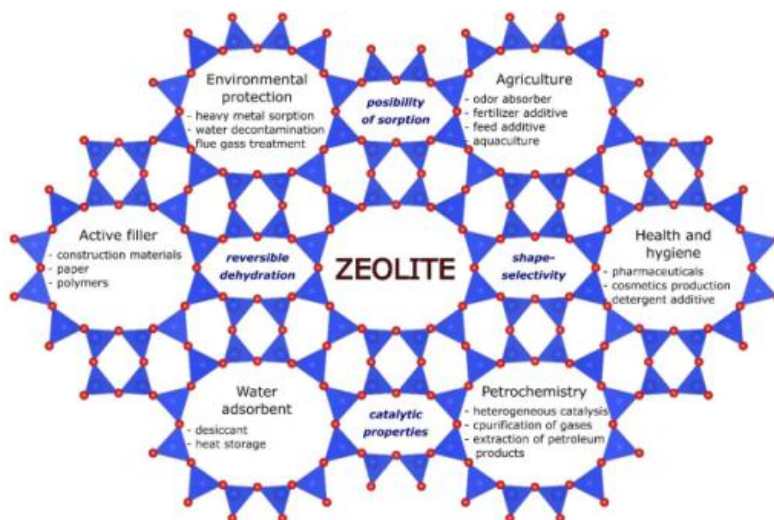 Environmental
protection
- heavy metal sorption
- water decontamination
flue gass treatment
posibility
of sorption
Agriculture
- odor absorber
- fertilizer additive
- feed additive
- aquaculture
Active filler
- construction materials
- paper
- polymers
reversible
dehydration
ZEOLITE
shape-
selectivity
Health and
hygiene
- pharmaceuticals
- cosmetics production
detergent additive
Water
adsorbent
- desiccant
- heat storage
catalytic
properties
Petrochemistry
- heterogeneous catalysis
- cpurification of gases
- extraction of petroleum
products